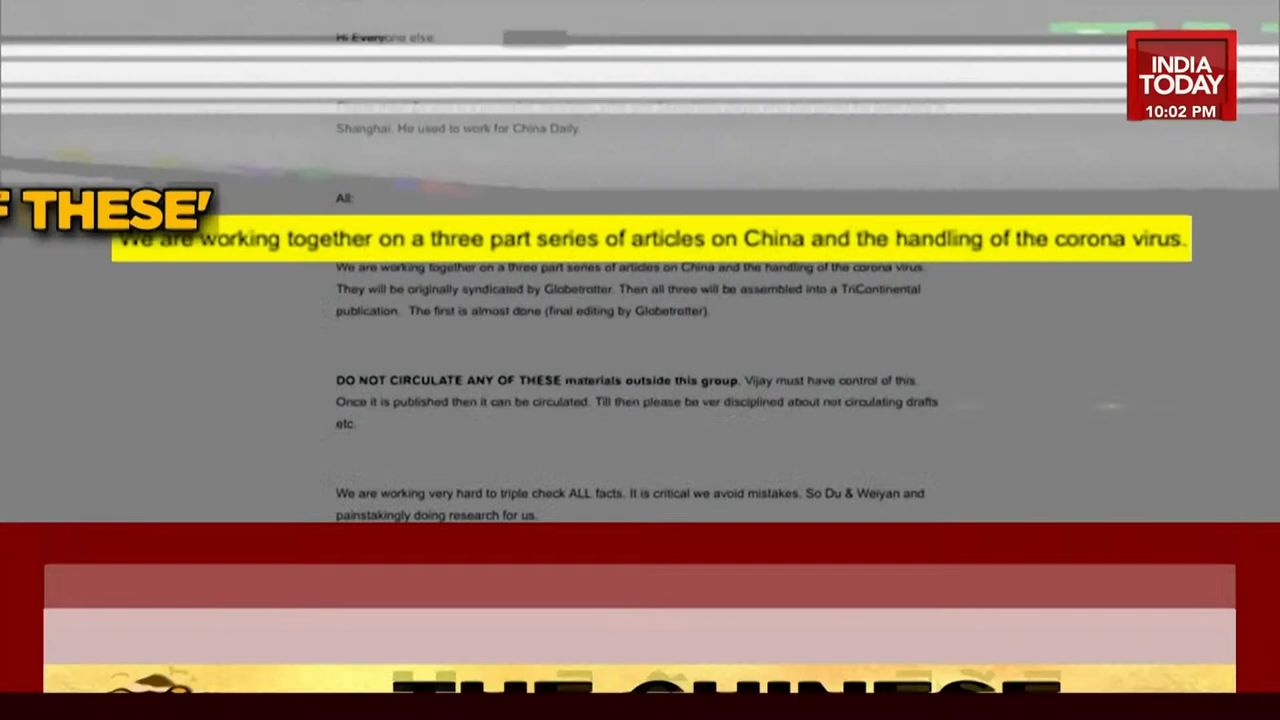 Hi Everyone else.
INDIA
TODAY
10:02 PM
Shanghai. He used to work for China Daily.
All:
F THESE'
We are working together on a three part series of articles on China and the handling of the corona virus.
We are working together on a three part series of articles on China and the handling of the corona virus.
They will be originally syndicated by Globetrotter. Then all three will be assembled into a TriContinental
publication. The first is almost done (final editing by Globetrotter).
DO NOT CIRCULATE ANY OF THESE materials outside this group. Vijay must have control of this.
Once it is published then it can be circulated. Till then please be ver disciplined about not circulating drafts
etc.
We are working very hard to triple check ALL facts. It is critical we avoid mistakes. So Du & Weiyan and
painstakingly doing research for us.
THE CHINESE